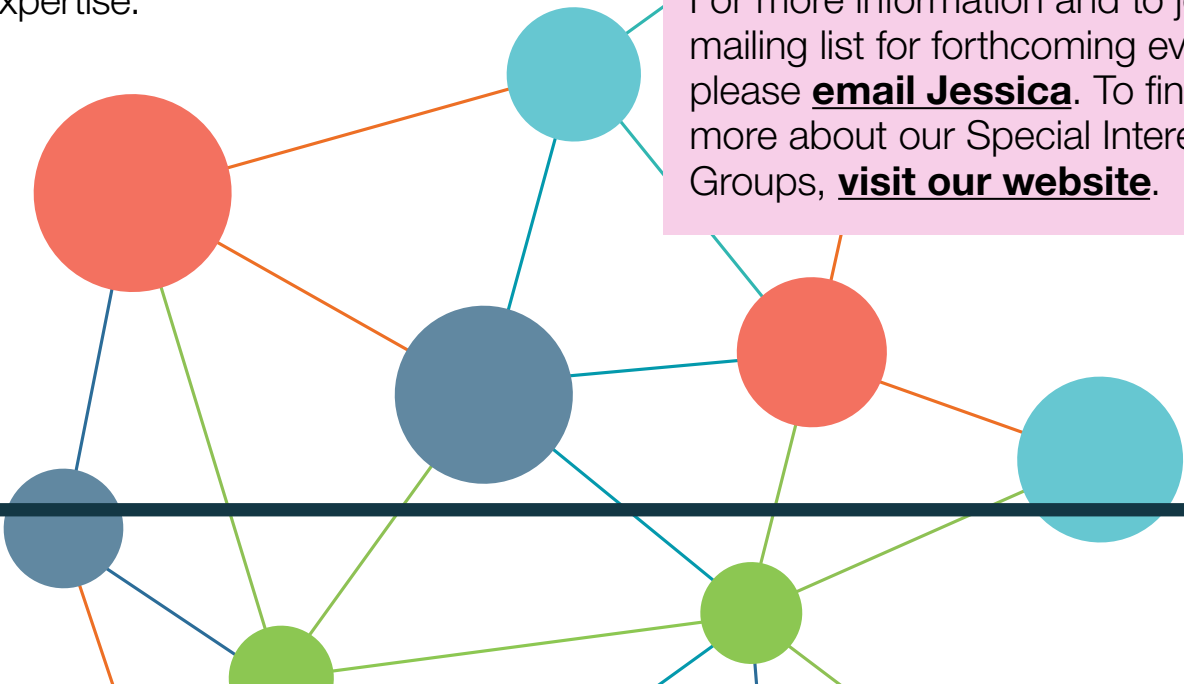 xpertise.
For more information and to j
mailing list for forthcoming ev
please email Jessica. To fin
more about our Special Intere
Groups, visit our website.